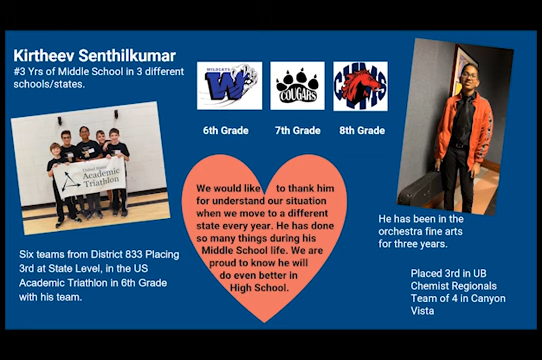 Kirtheev Senthilkumar
#3 Yrs of Middle School in 3 different
schools/states.
WILDCATS
W
COUGARS
CVMS
6th Grade
7th Grade
8th Grade
Academic
Triathlon
We would like to thank him
for understand our situation
when we move to a different
state every year. He has done
so many things during his
Middle School life. We are
proud to know he will
do even better in
High School.
Six teams from District 833 Placing
3rd at State Level, in the US
Academic Triathlon in 6th Grade
with his team.
He has been in the
orchestra fine arts
for three years.
Placed 3rd in UB
Chemist Regionals
Team of 4 in Canyon
Vista